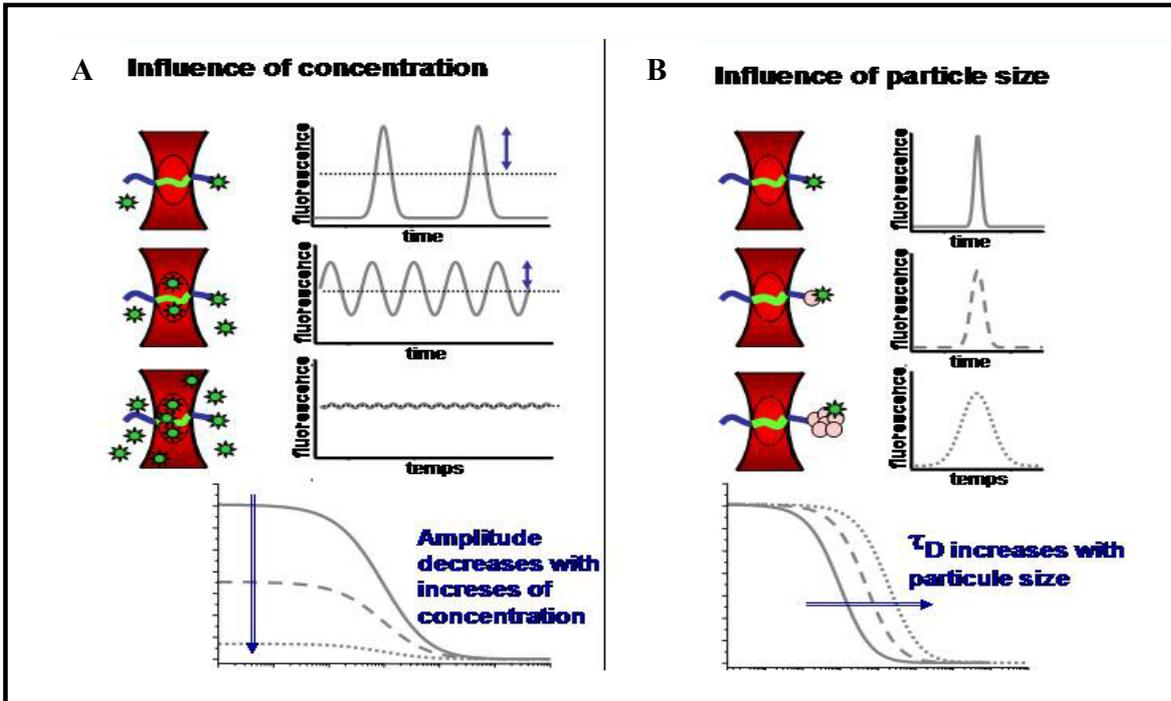 A
Influence of concentration
fluorescence
time
fluorescence
time
fluorescence
temps
Amplitude
decreases with
increses of
concentration
B
Influence of particle size
fluorescence
time
fluorescence
time
fluorescence
temps
τD increases with
particule size